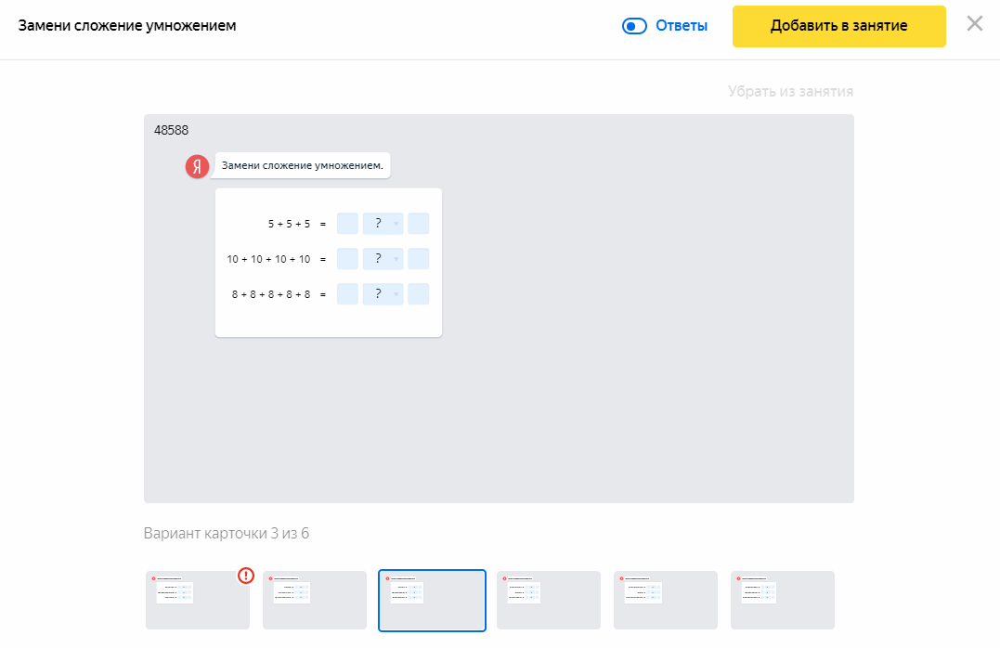 Замени сложение умножением
Ответы
Добавить в занятие
Убрать из занятия
48588
Я
Замени сложение умножением.
5 + 5 + 5 = ?
10 + 10 + 10 + 10 = ?
8 + 8 + 8 + 8 + 8 = ?
Вариант карточки 3 из 6